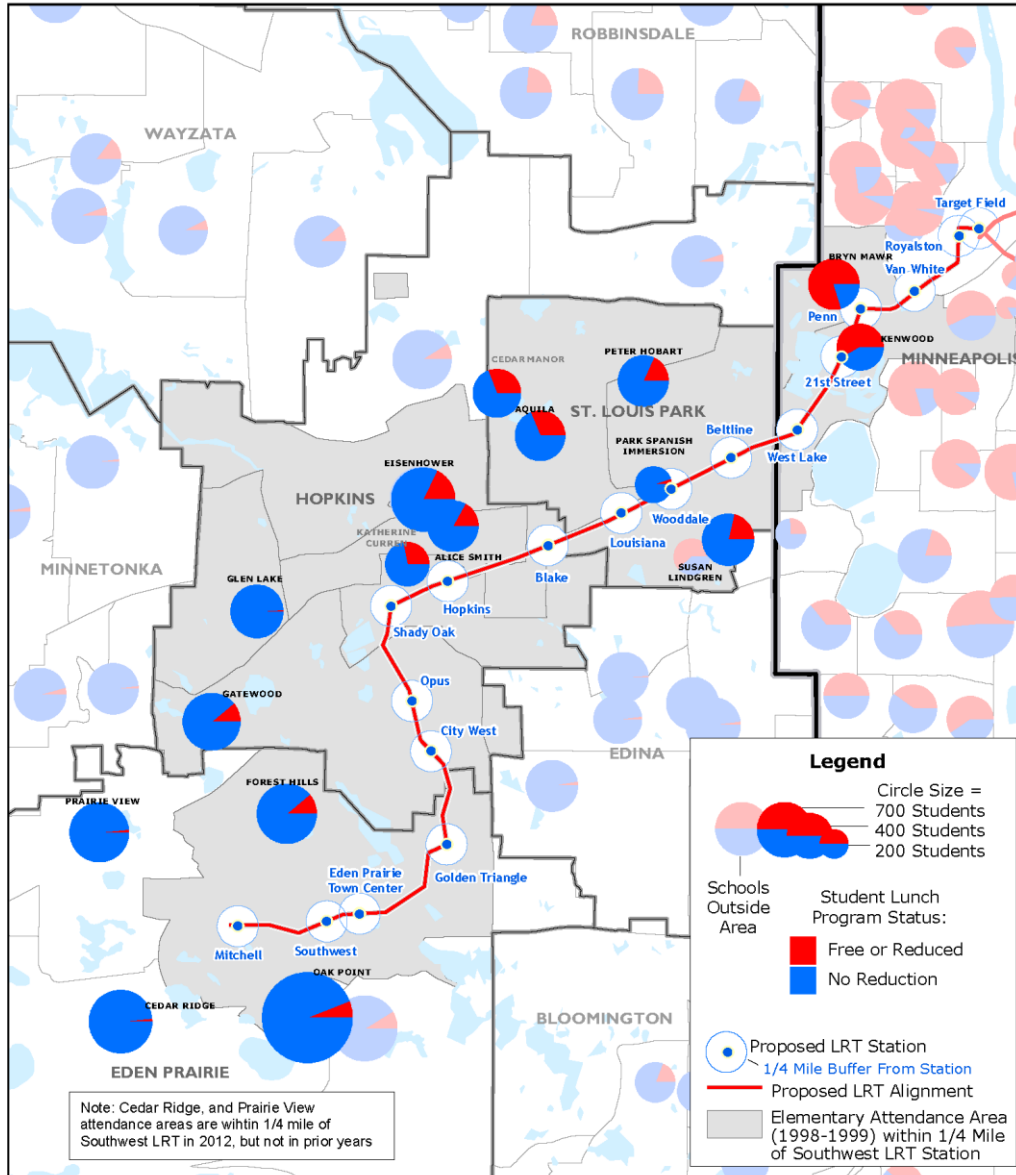 ROBBINSDALE
WAYZATA
Target Field
Royalston
BRYN MAWR
Van White
Penn
KENWOOD
MINNEAPOLIS
21st Street
CEDAR MANOR
PETER HOBART
AQUILA
ST. LOUIS PARK
Beltline
West Lake
PARK SPANISH
IMMERSION
EISENHOWER
HOPKINS
Wooddale
KATHERINE
CURREN
Louisiana
ALICE SMITH
Blake
SUSAN
LINDGREN
MINNETONKA
GLEN LAKE
Hopkins
Shady Oak
Opus
GATEWOOD
City West
EDINA
FOREST HILLS
PRAIRIE VIEW
Eden Prairie
Town Center
Golden Triangle
Mitchell
Southwest
OAK POINT
CEDAR RIDGE
BLOOMINGTON
EDEN PRAIRIE
Note: Cedar Ridge, and Prairie View
attendance areas are whtin 1/4 mile of
Southwest LRT in 2012, but not in prior years
Legend
Circle Size =
700 Students
400 Students
200 Students
Schools
Outside
Area
Student Lunch
Program Status:
Free or Reduced
No Reduction
Proposed LRT Station
1/4 Mile Buffer From Station
Proposed LRT Alignment
Elementary Attendance Area
(1998-1999) within 1/4 Mile
of Southwest LRT Station